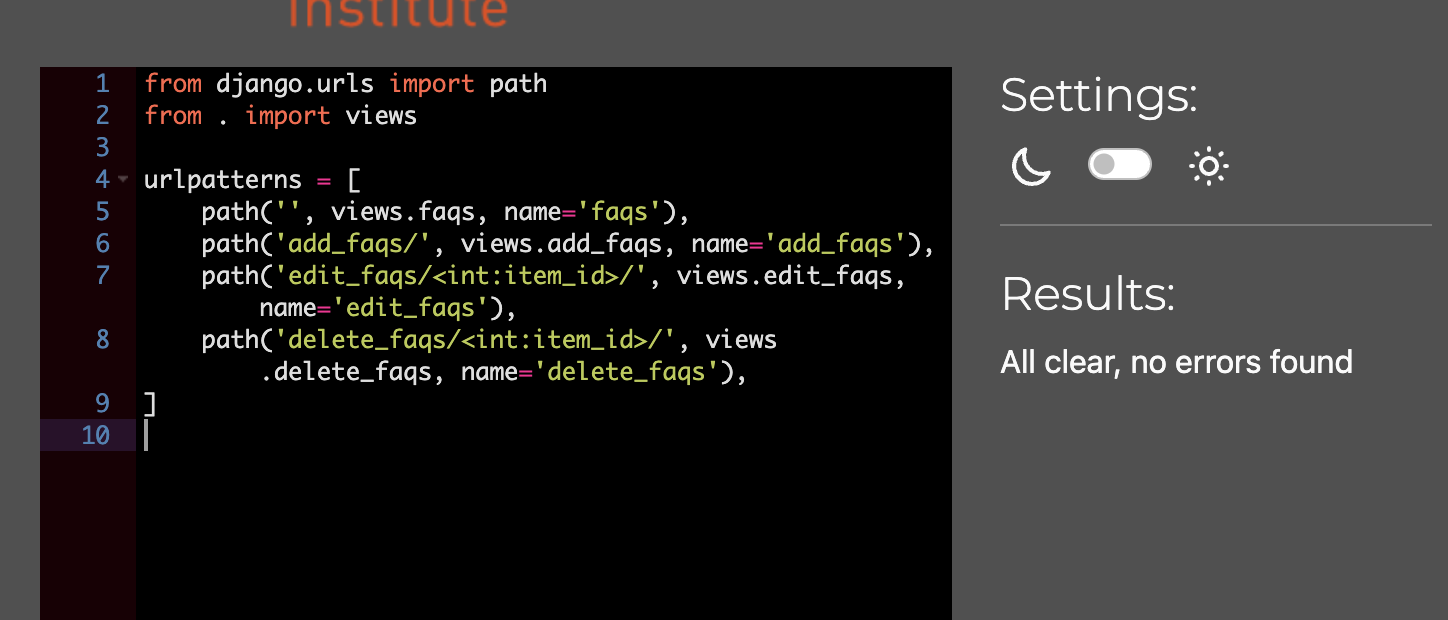 institute
1 from django.urls import path
2 from . import views
3
4 urlpatterns = [
5 path('', views.faqs, name='faqs'),
6 path('add_faqs/', views.add_faqs, name='add_faqs'),
7 path('edit_faqs/<int:item_id>/', views.edit_faqs,
name='edit_faqs'),
8 path('delete_faqs/<int:item_id>/', views
.delete_faqs, name='delete_faqs'),
9 ]
10
Settings:
Results:
All clear, no errors found